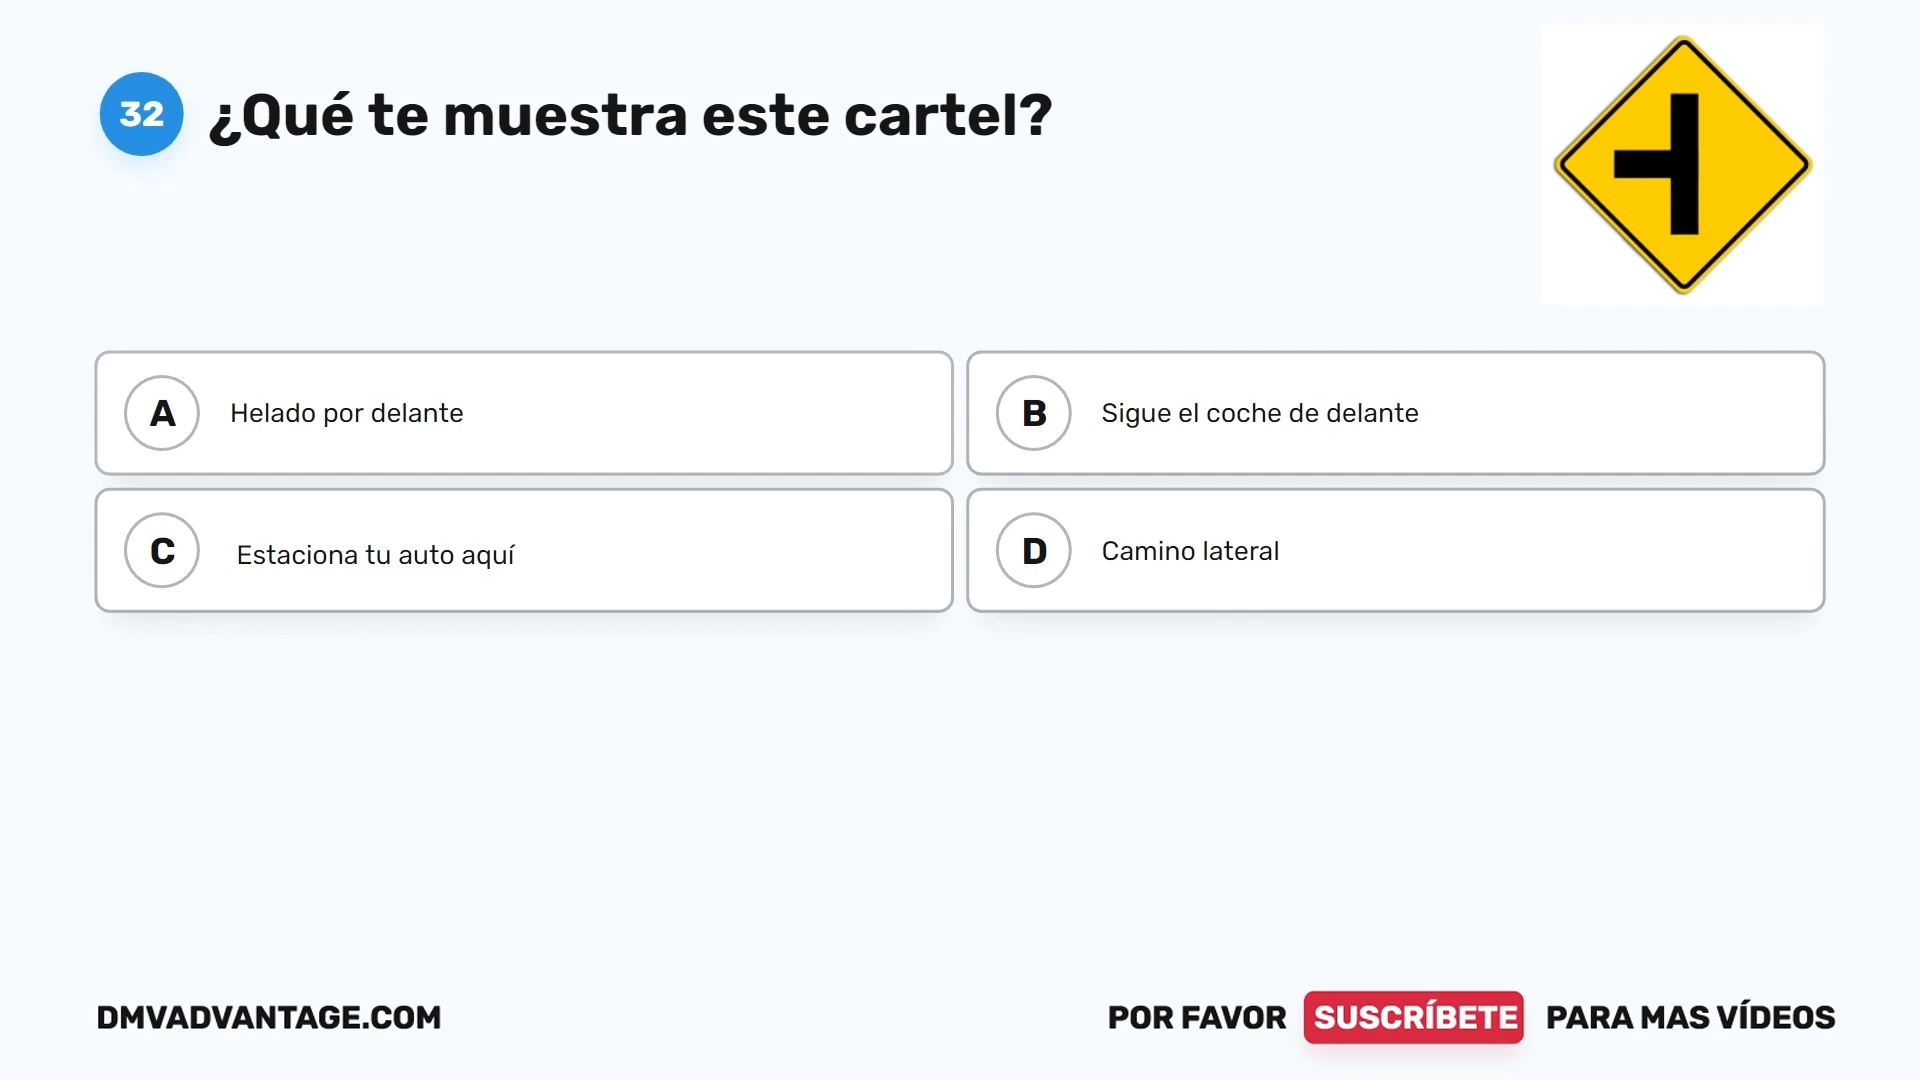 32 ¿Qué te muestra este cartel?
A Helado por delante
B Sigue el coche de delante
C Estaciona tu auto aquí
D Camino lateral
DMVADVANTAGE.COM
POR FAVOR SUSCRÍBETE PARA MAS VÍDEOS